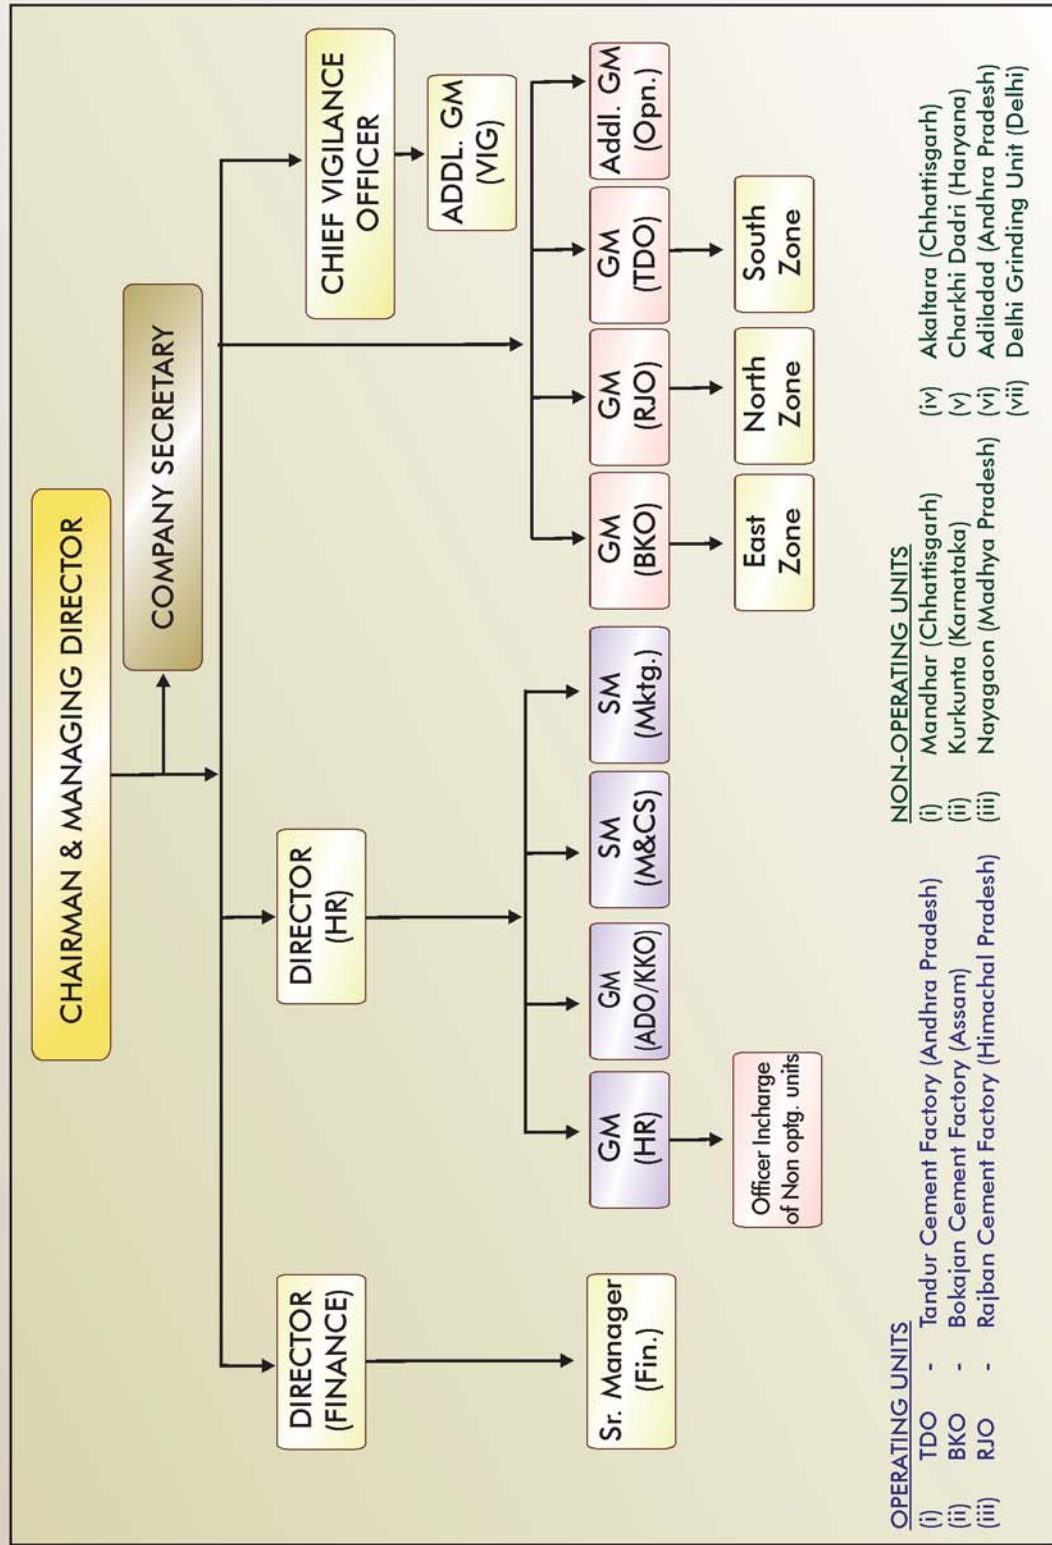 CHAIRMAN & MANAGING DIRECTOR
COMPANY SECRETARY
DIRECTOR
(FINANCE)
DIRECTOR
(HR)
CHIEF VIGILANCE
OFFICER
ADDL. GM
(VIG)
Sr. Manager
(Fin.)
GM
(HR)
GM
(ADO/KKO)
SM
(M&CS)
SM
(Mktg.)
GM
(BKO)
GM
(RJO)
GM
(TDO)
Addl. GM
(Opn.)
Officer Incharge
of Non optg. units
East
Zone
North
Zone
South
Zone
OPERATING UNITS
(i) TDO - Tandur Cement Factory (Andhra Pradesh)
(ii) BKO - Bokajan Cement Factory (Assam)
(iii) RJO - Rajban Cement Factory (Himachal Pradesh)
NON-OPERATING UNITS
(i) Mandhar (Chhattisgarh)
(ii) Kurkunta (Karnataka)
(iii) Nayagaon (Madhya Pradesh)
(iv) Akaltara (Chhattisgarh)
(v) Charkhi Dadri (Haryana)
(vi) Adiladad (Andhra Pradesh)
(vii) Delhi Grinding Unit (Delhi)